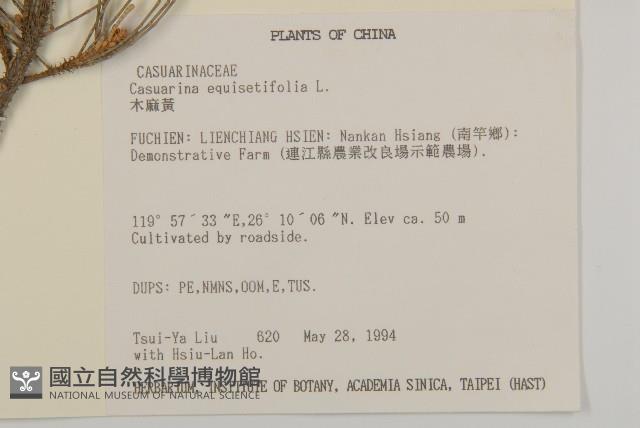 PLANTS OF CHINA
CASUARINACEAE
Casuarina equisetifolia L.
木麻黃
FUCHIEN: LIENCHIANG HSIEN: Nankan Hsiang (南竿鄉):
Demonstrative Farm (連江縣農業改良場示範農場).
119° 57´33 ″E,26° 10´06 ″N. Elev ca. 50 m
Cultivated by roadside.
DUPS: PE,NMNS,OOM,E,TUS.
Tsui-Ya Liu 620 May 28, 1994
with Hsiu-Lan Ho.
HERBARIUM, INSTITUTE OF BOTANY, ACADEMIA SINICA, TAIPEI (HAST)
國立自然科學博物館
NATIONAL MUSEUM OF NATURAL SCIENCE